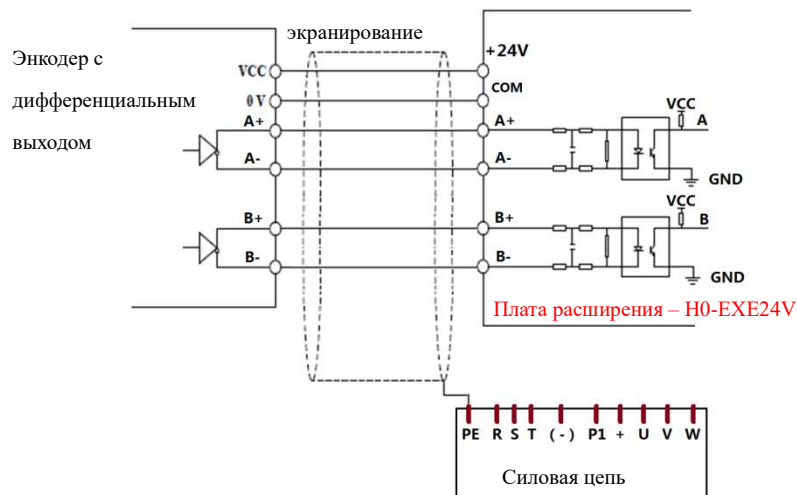 экранирование
Энкодер с
дифференциальным
выходом
+24V
VCC
COM
0 V
VCC
A+
A+
A
A-
A-
GND
VCC
B+
B+
B
B-
B-
GND
Плата расширения – H0-EXE24V
PE R S T (-) P1 + U V W
Силовая цепь